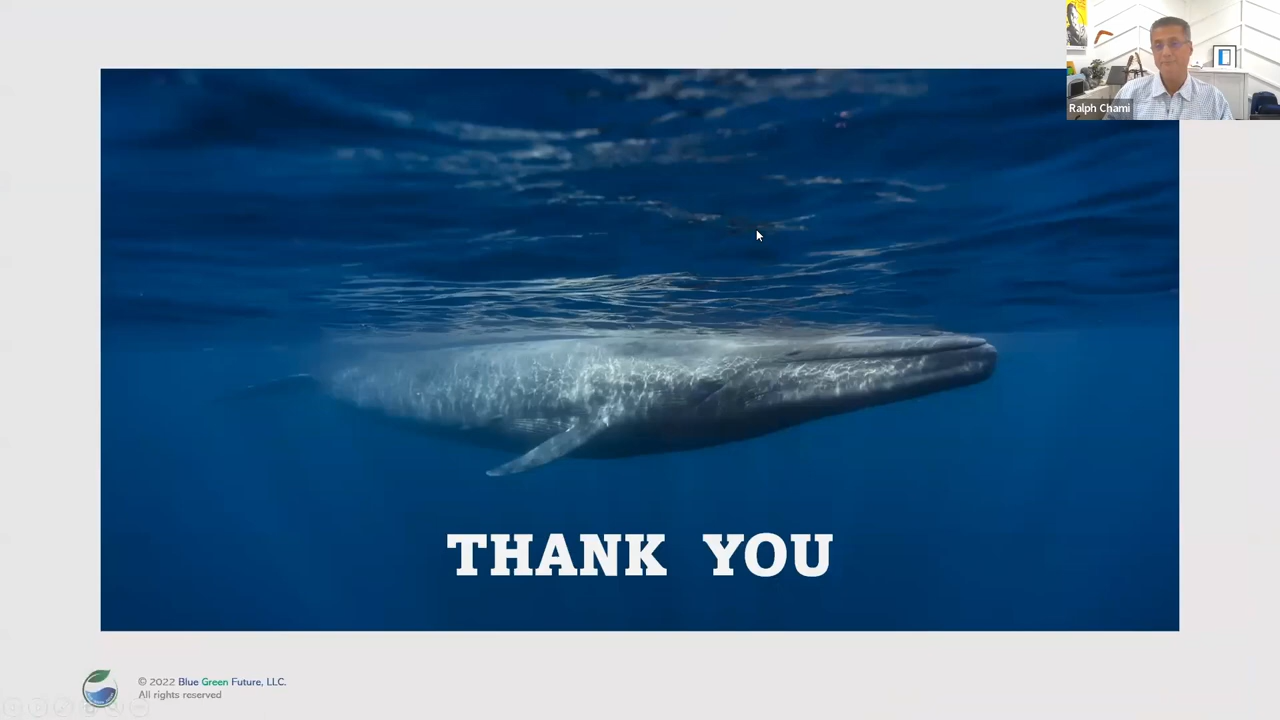 Ralph Chami
THANK YOU
© 2022 Blue Green Future, LLC.
All rights reserved